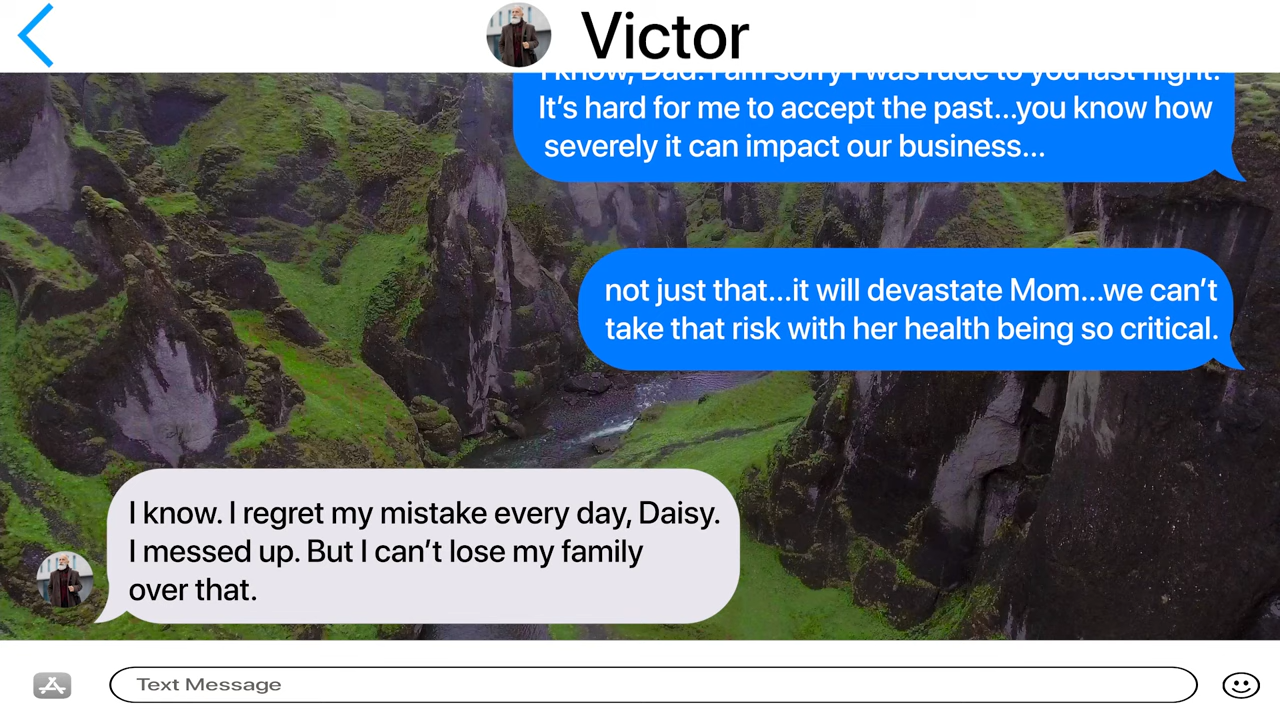 Victor
I know, Dad. I am sorry I was rude to you last night.
It’s hard for me to accept the past...you know how
severely it can impact our business...
not just that...it will devastate Mom...we can’t
take that risk with her health being so critical.
I know. I regret my mistake every day, Daisy.
I messed up. But I can’t lose my family
over that.
Text Message